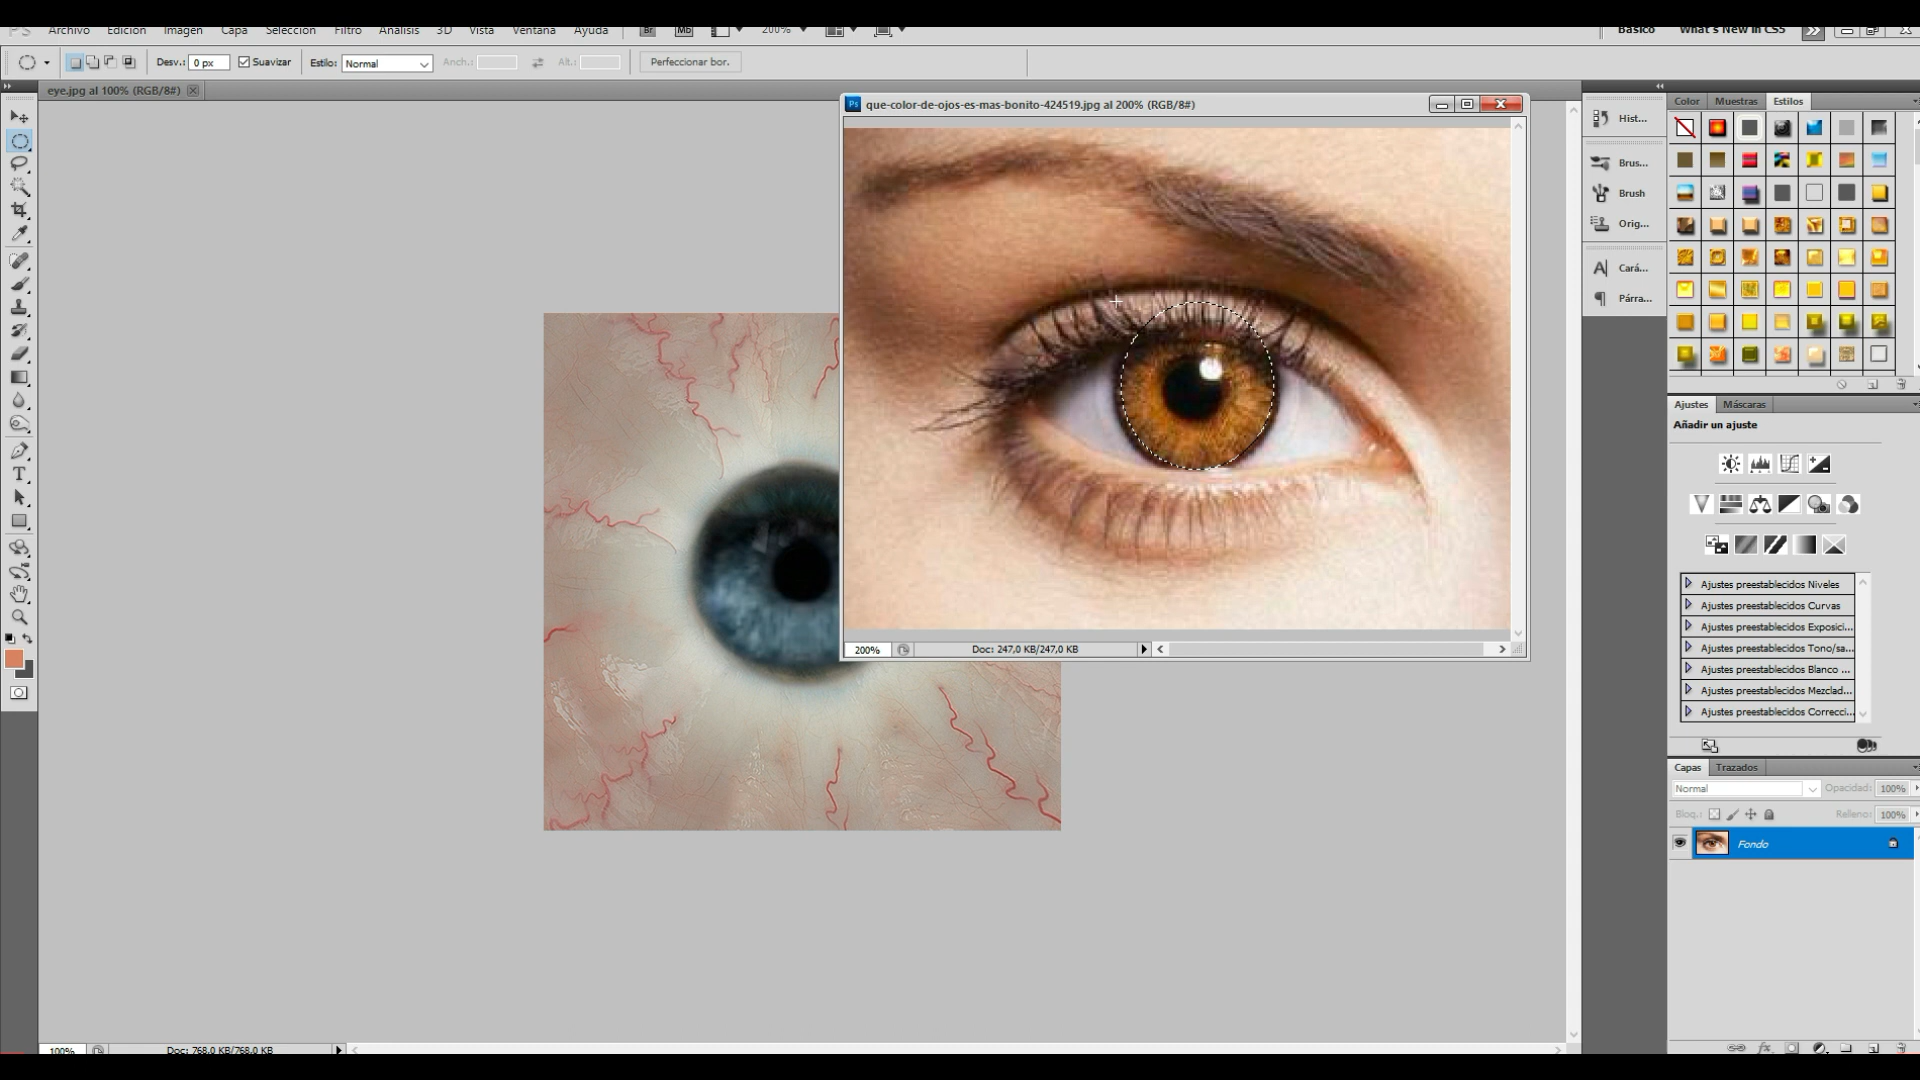 Archivo Edición Imagen Capa Selección Filtro Análisis 3D Vista Ventana Ayuda Br Mb 200% Básico What's New in CS5
Desv.: 0 px Suavizar Estilo: Normal Anch.: Alt.: Perfeccionar bor.
eye.jpg al 100% (RGB/8#)
Ps que-color-de-ojos-es-mas-bonito-424519.jpg al 200% (RGB/8#)
200% Doc: 247,0 KB/247,0 KB
100% Doc: 768,0 KB/768,0 KB
Hist...
Brus...
Brush
Orig...
Cará...
Párra...
Color Muestras Estilos
Ajustes Máscaras
Añadir un ajuste
Ajustes preestablecidos Niveles
Ajustes preestablecidos Curvas
Ajustes preestablecidos Exposici...
Ajustes preestablecidos Tono/sa...
Ajustes preestablecidos Blanco ...
Ajustes preestablecidos Mezclad...
Ajustes preestablecidos Correcci...
Capas Trazados
Normal Opacidad: 100%
Bloq.: Relleno: 100%
Fondo